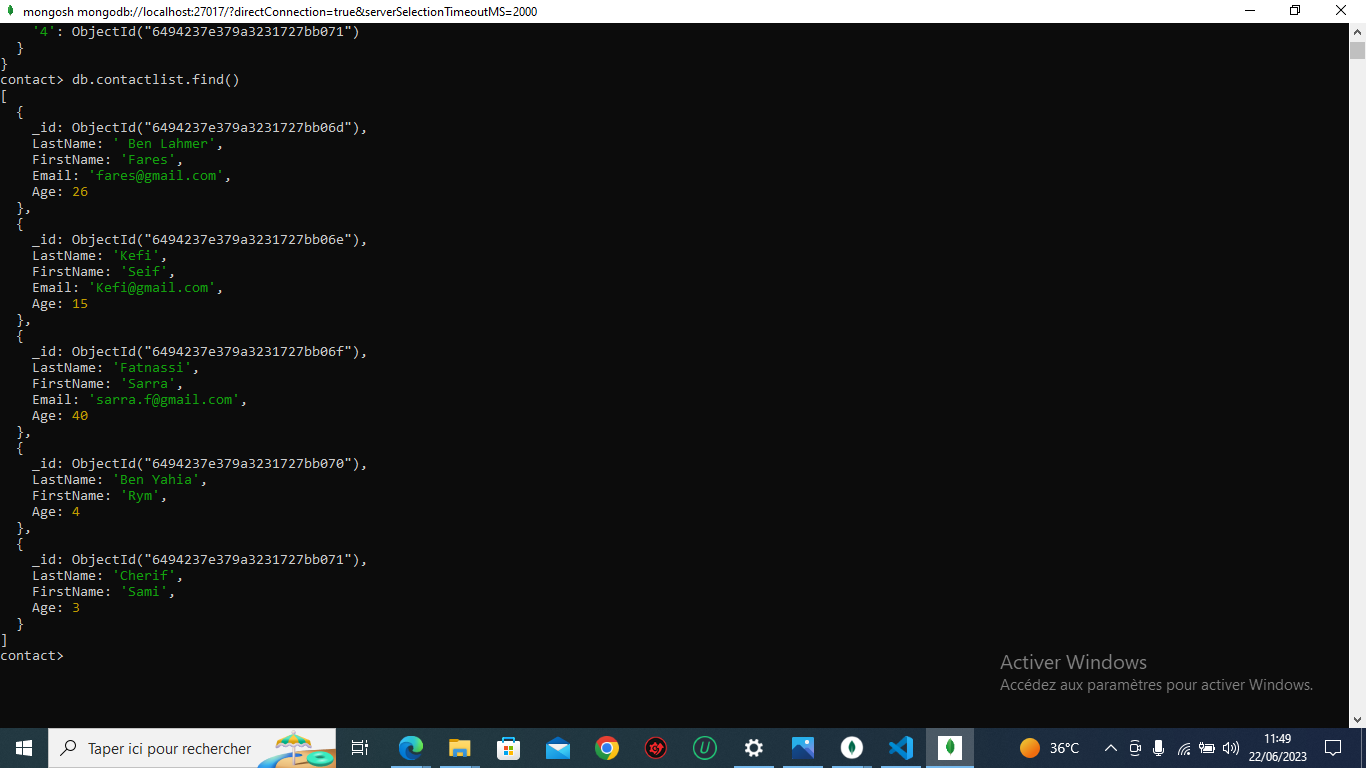 mongosh mongodb://localhost:27017/?directConnection=true&serverSelectionTimeoutMS=2000
'4': ObjectId("6494237e379a3231727bb071")
}
}
contact> db.contactlist.find()
[
{
_id: ObjectId("6494237e379a3231727bb06d"),
LastName: ' Ben Lahmer',
FirstName: 'Fares',
Email: 'fares@gmail.com',
Age: 26
},
{
_id: ObjectId("6494237e379a3231727bb06e"),
LastName: 'Kefi',
FirstName: 'Seif',
Email: 'Kefi@gmail.com',
Age: 15
},
{
_id: ObjectId("6494237e379a3231727bb06f"),
LastName: 'Fatnassi',
FirstName: 'Sarra',
Email: 'sarra.f@gmail.com',
Age: 40
},
{
_id: ObjectId("6494237e379a3231727bb070"),
LastName: 'Ben Yahia',
FirstName: 'Rym',
Age: 4
},
{
_id: ObjectId("6494237e379a3231727bb071"),
LastName: 'Cherif',
FirstName: 'Sami',
Age: 3
}
]
contact>
Activer Windows
Accédez aux paramètres pour activer Windows.
Taper ici pour rechercher
36°C
11:49
22/06/2023